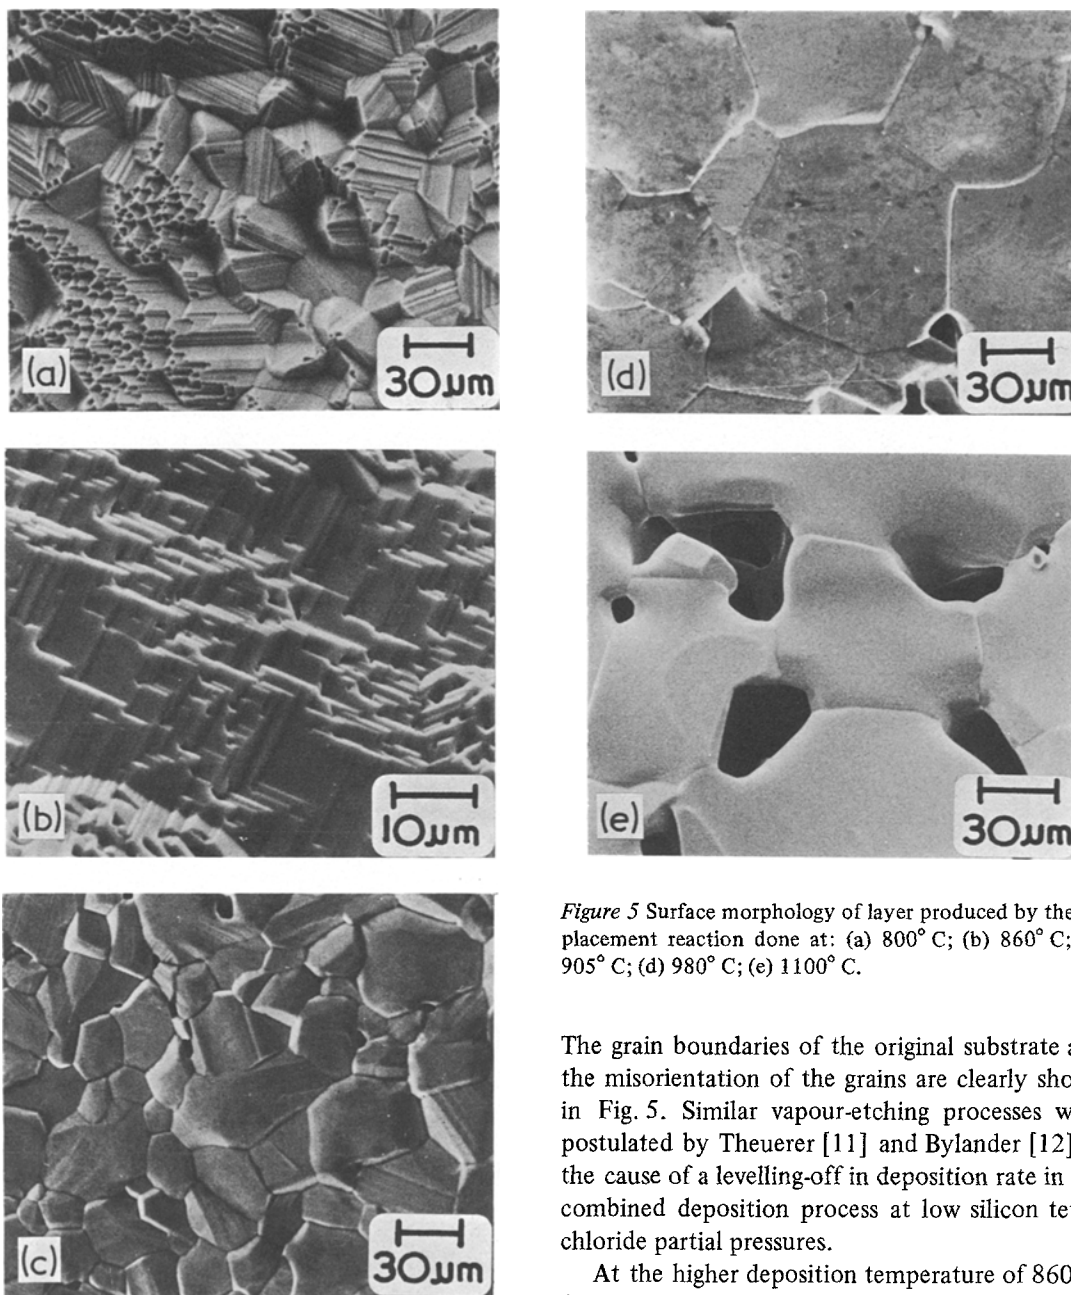 (a)
30μm
(b)
10μm
(c)
30μm
(d)
30μm
(e)
30μm
Figure 5 Surface morphology of layer produced by the
placement reaction done at: (a) 800° C; (b) 860° C;
905° C; (d) 980° C; (e) 1100° C.
The grain boundaries of the original substrate
the misorientation of the grains are clearly
in Fig. 5. Similar vapour-etching processes
postulated by Theuerer [11] and Bylander [12]
the cause of a levelling-off in deposition rate in
combined deposition process at low silicon
chloride partial pressures.
At the higher deposition temperature of 860